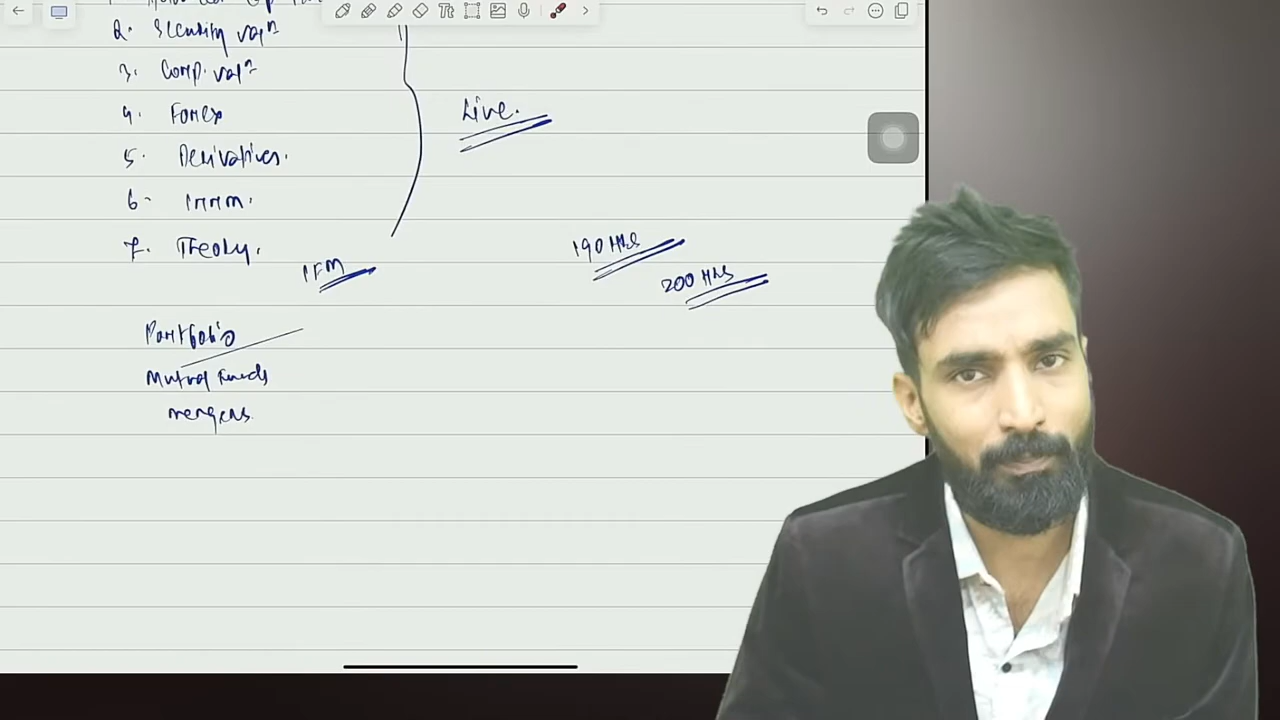 2. Security valn
3. Comp. valn
4. Forex
Live.
5. Derivatives.
6. IRRM.
7. Theory.
IFM
190 HRS
200 HRS
Portfolio
Mutual Funds
mergers.